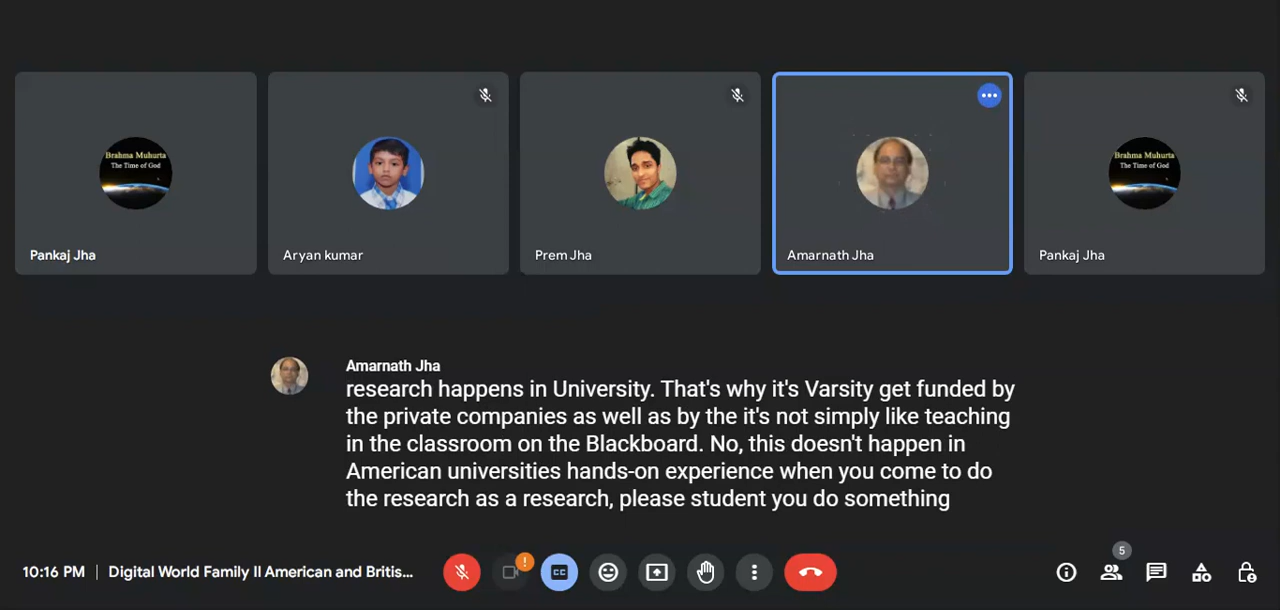 Brahma Muhurta
The Time of God
Brahma Muhurta
The Time of God
Pankaj Jha
Aryan kumar
Prem Jha
Amarnath Jha
Pankaj Jha
Amarnath Jha
research happens in University. That's why it's Varsity get funded by
the private companies as well as by the it's not simply like teaching
in the classroom on the Blackboard. No, this doesn't happen in
American universities hands-on experience when you come to do
the research as a research, please student you do something
5
10:16 PM | Digital World Family II American and Britis...
CC